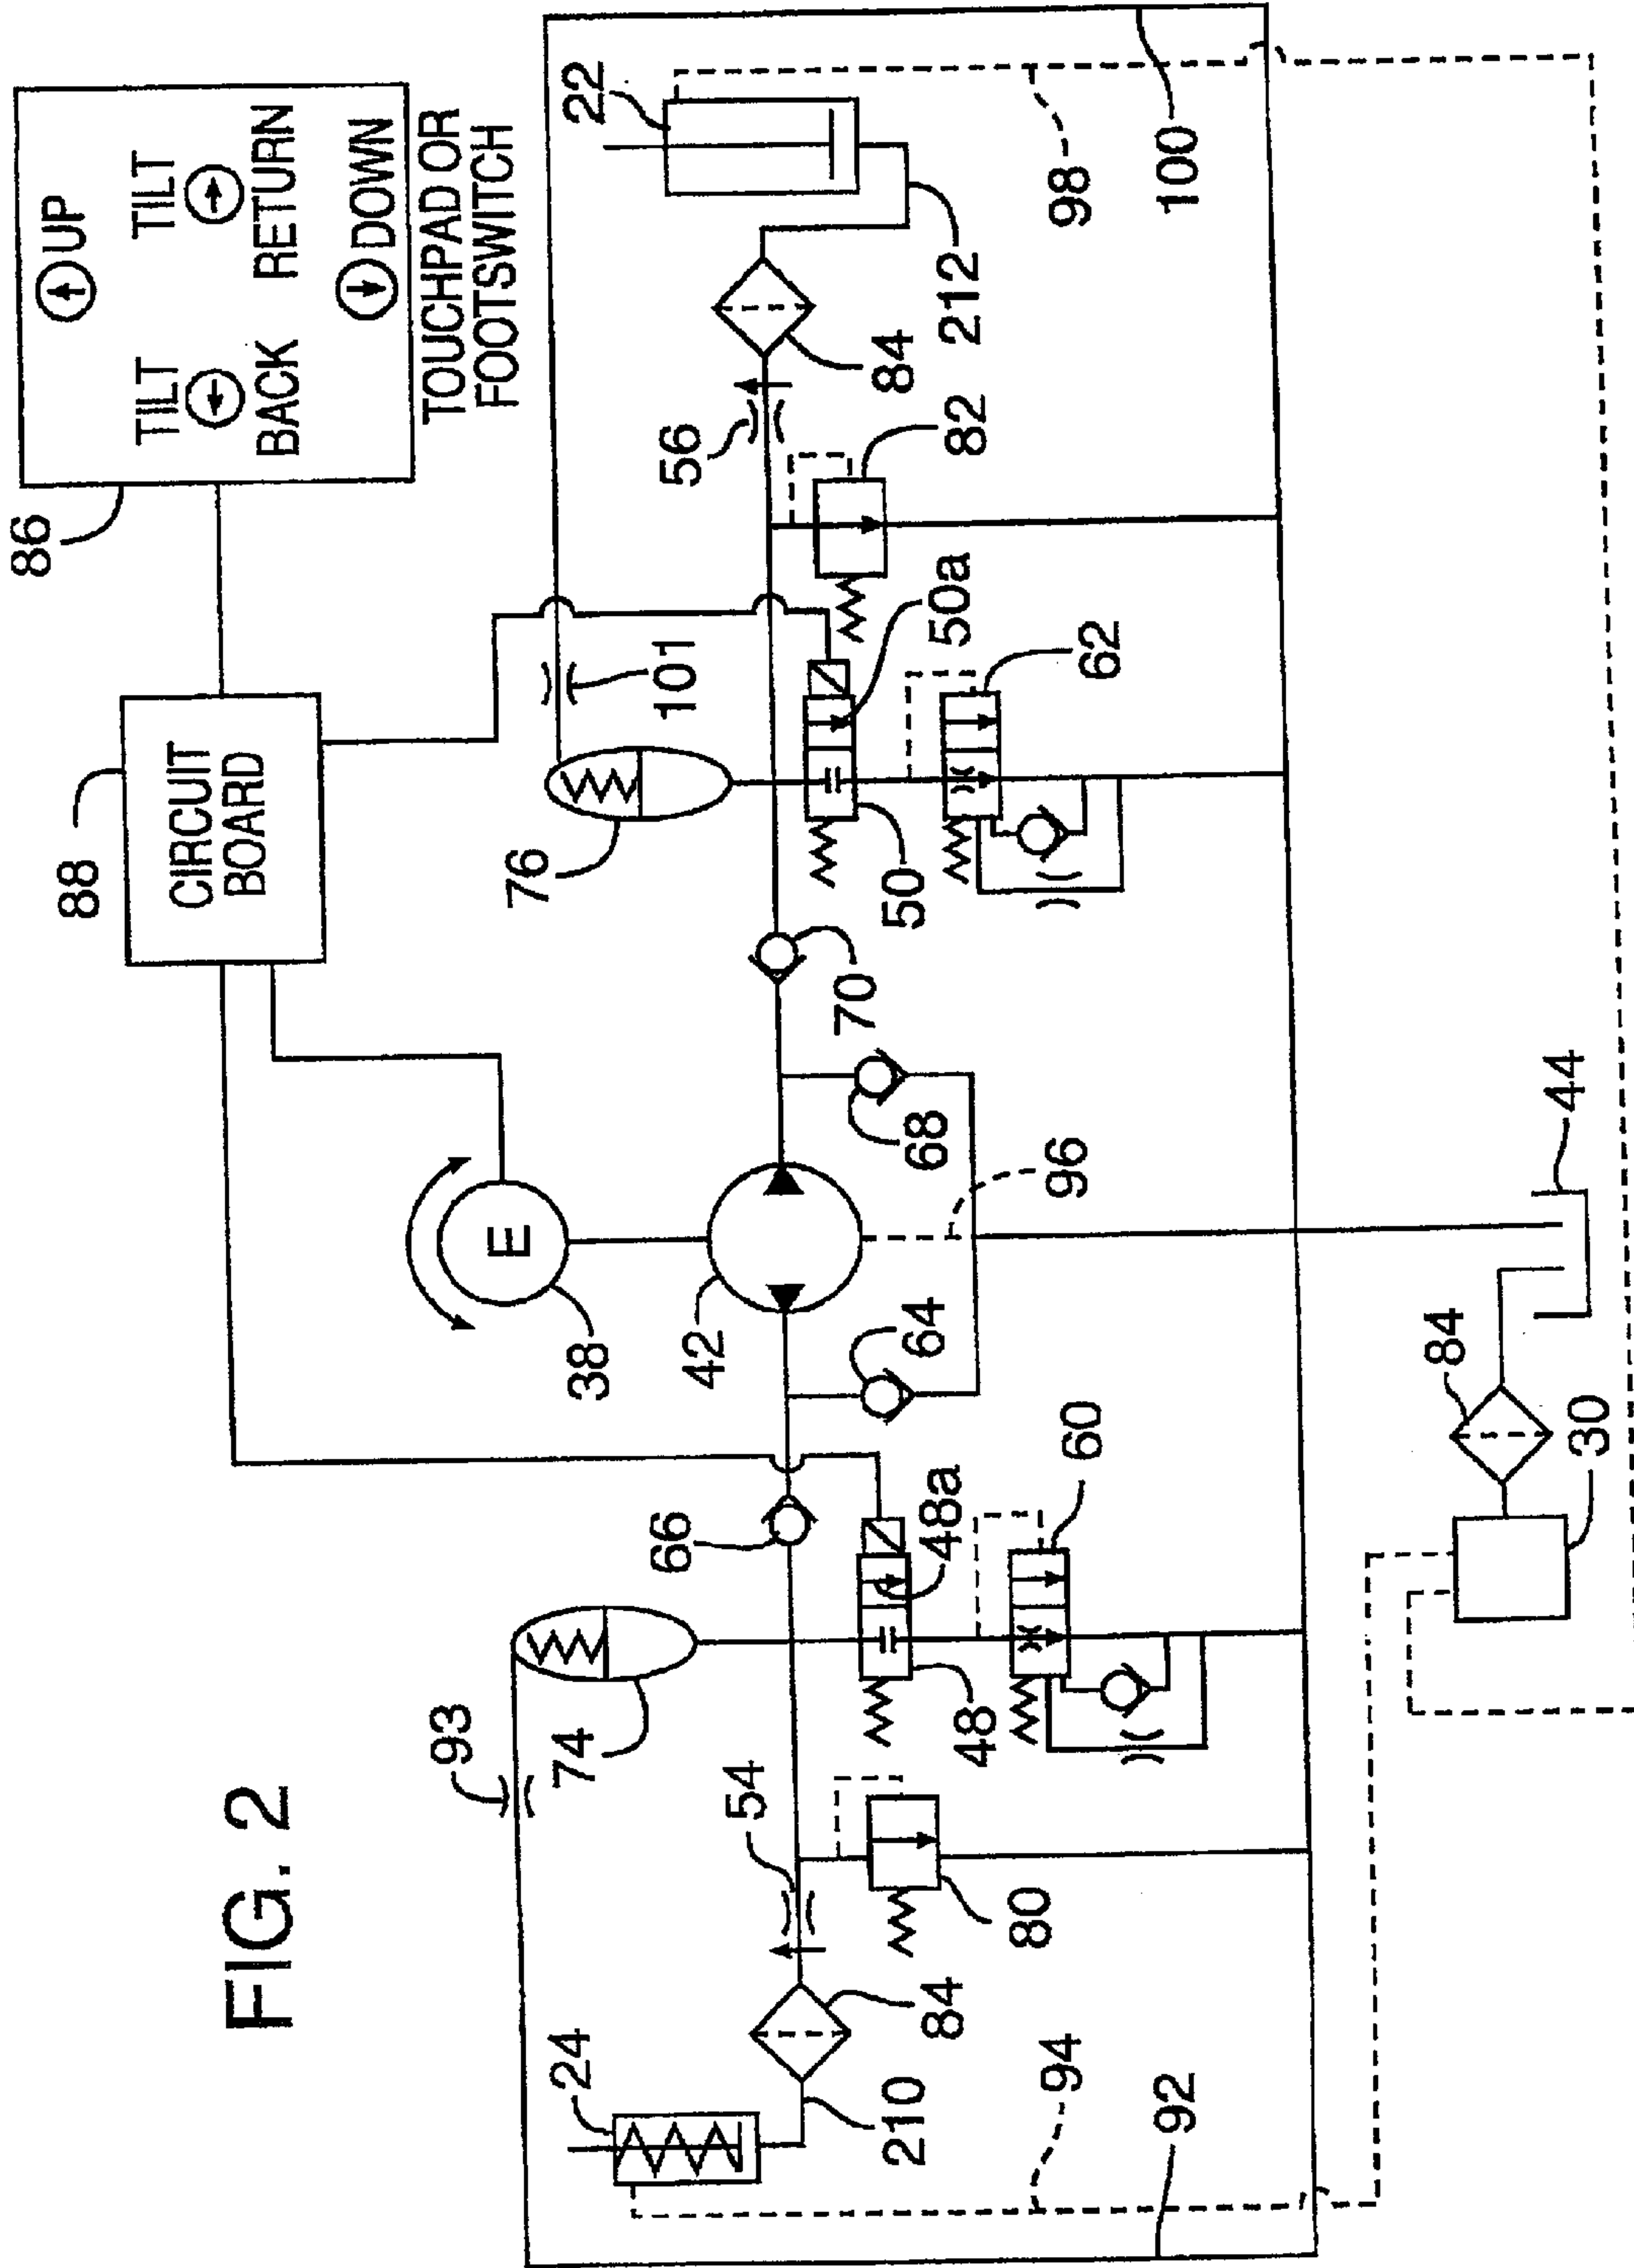 FIG. 2
86
UP
TILT
BACK
TILT
RETURN
DOWN
TOUCHPAD OR
FOOTSWITCH
88
CIRCUIT
BOARD
E
38
42
93
74
66
76
101
22
24
210
84
54
80
48
48a
60
64
68
96
70
50
50a
62
56
82
84
212
98
100
94
92
84
30
44